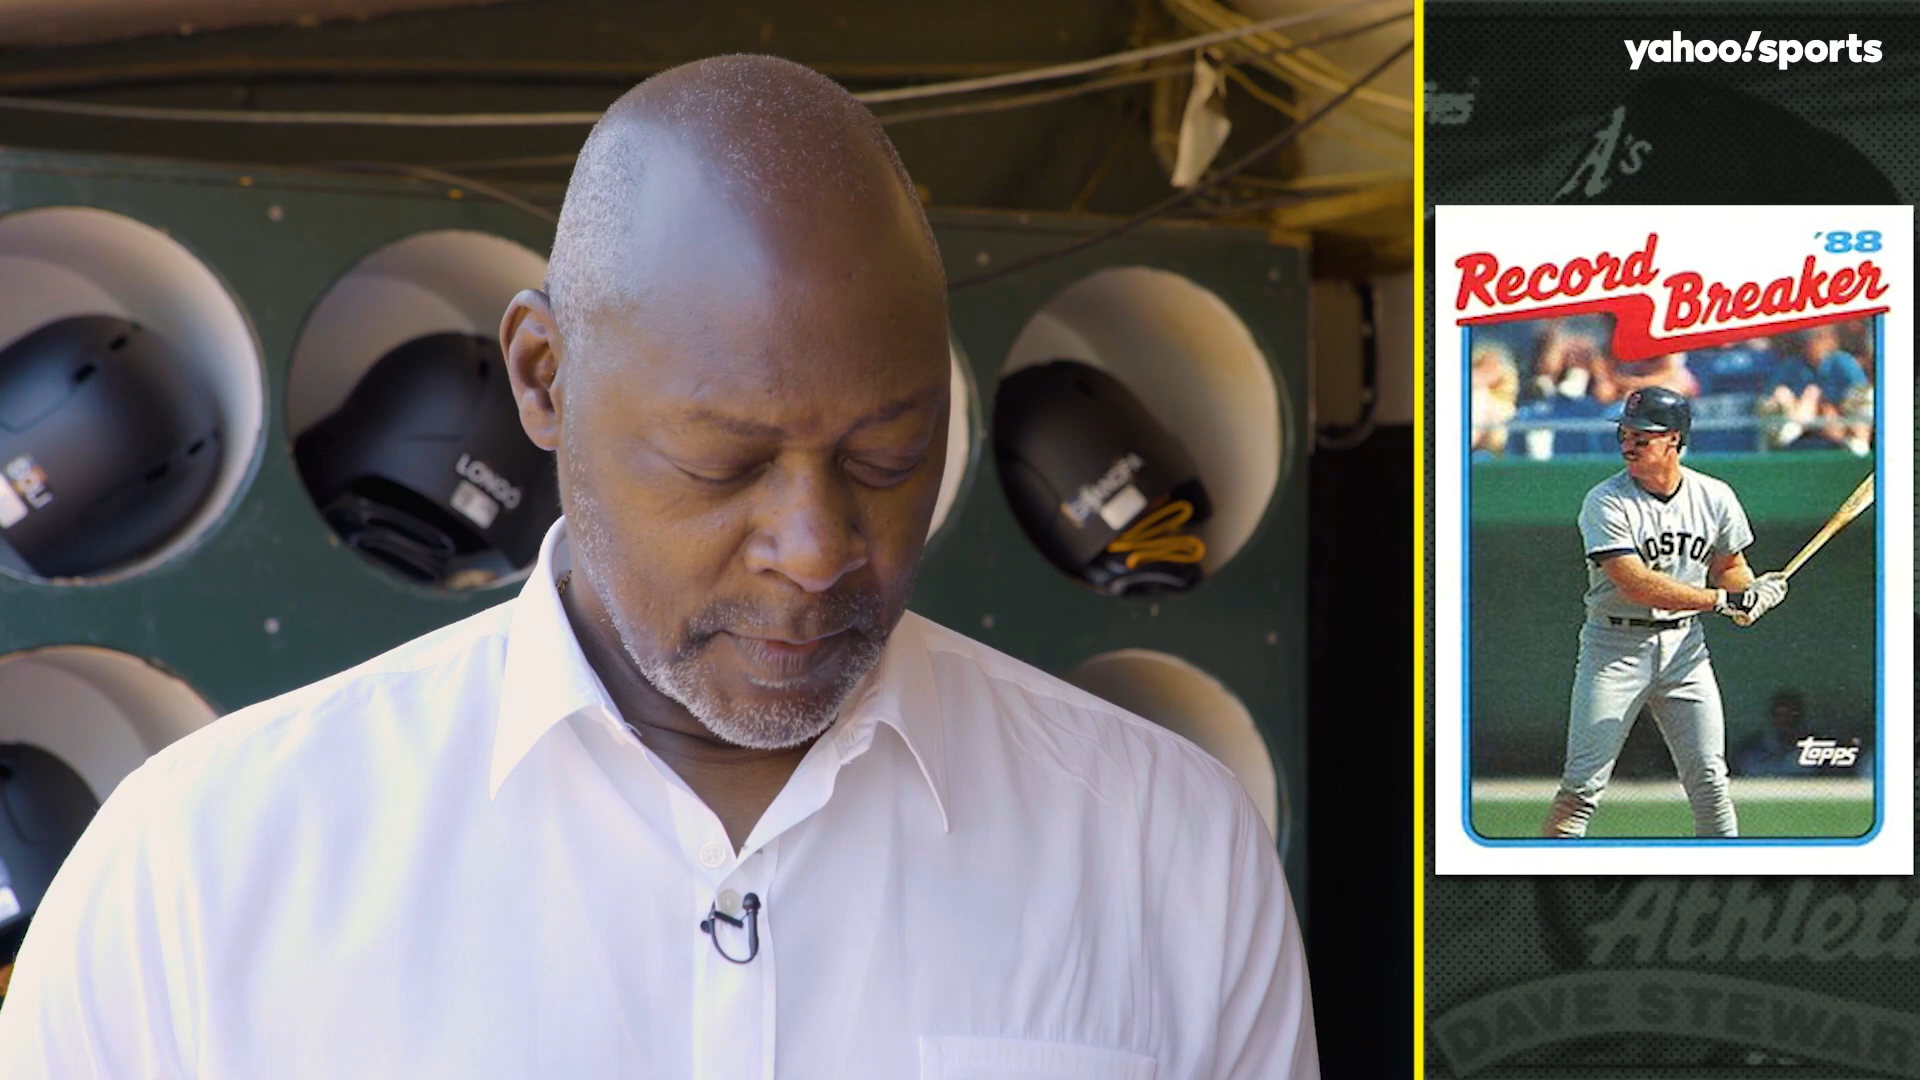 yahoo!sports
A's
'88
Record
Breaker
OSTO
topps
LONGO
Athleti
DAVE STEWAR